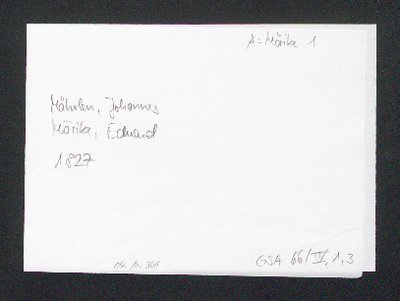 A: Mörike 1
Mährlen, Johannes
Mörike, Eduard
1827
GSA 66/IV, 1, 3